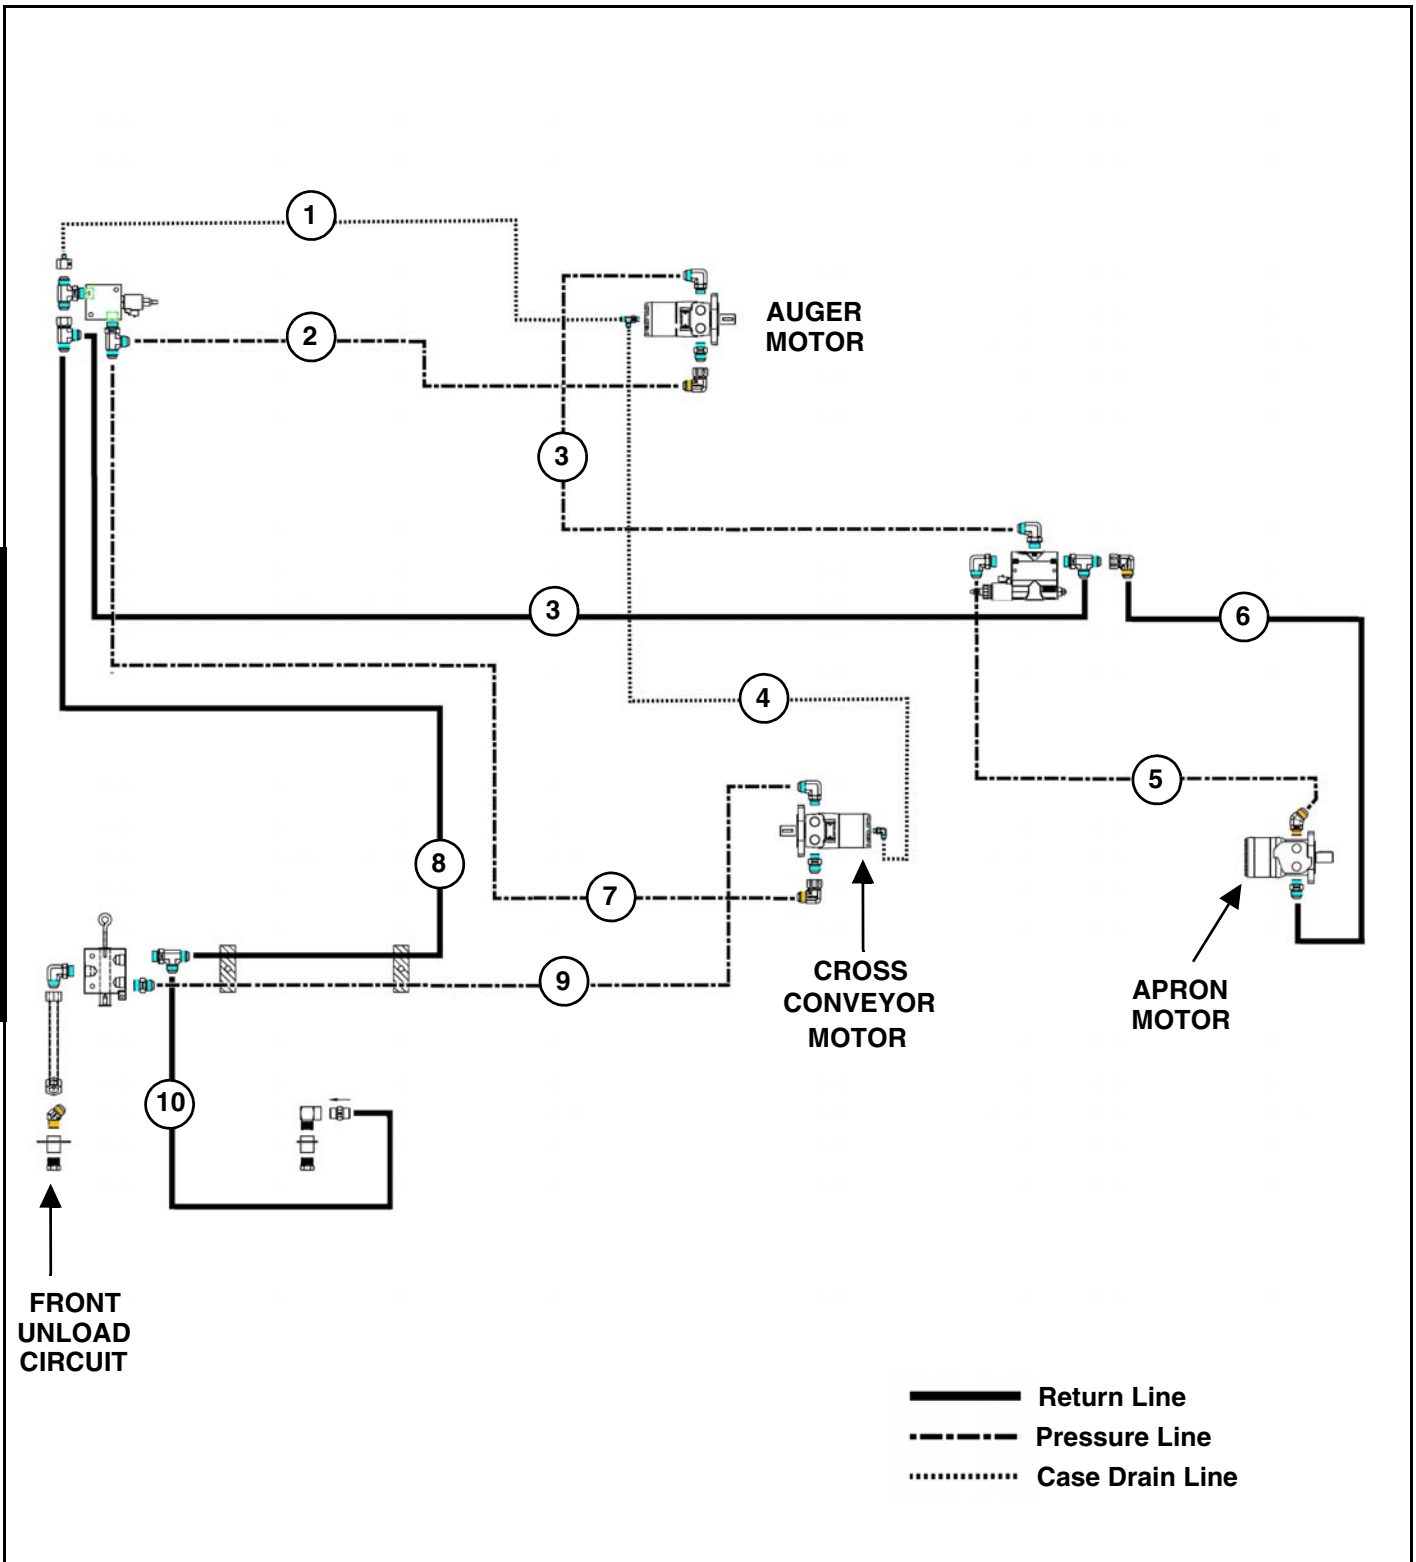 1
2
AUGER
MOTOR
3
3
6
4
5
8
7
9
CROSS
CONVEYOR
MOTOR
APRON
MOTOR
10
FRONT
UNLOAD
CIRCUIT
Return Line
Pressure Line
Case Drain Line